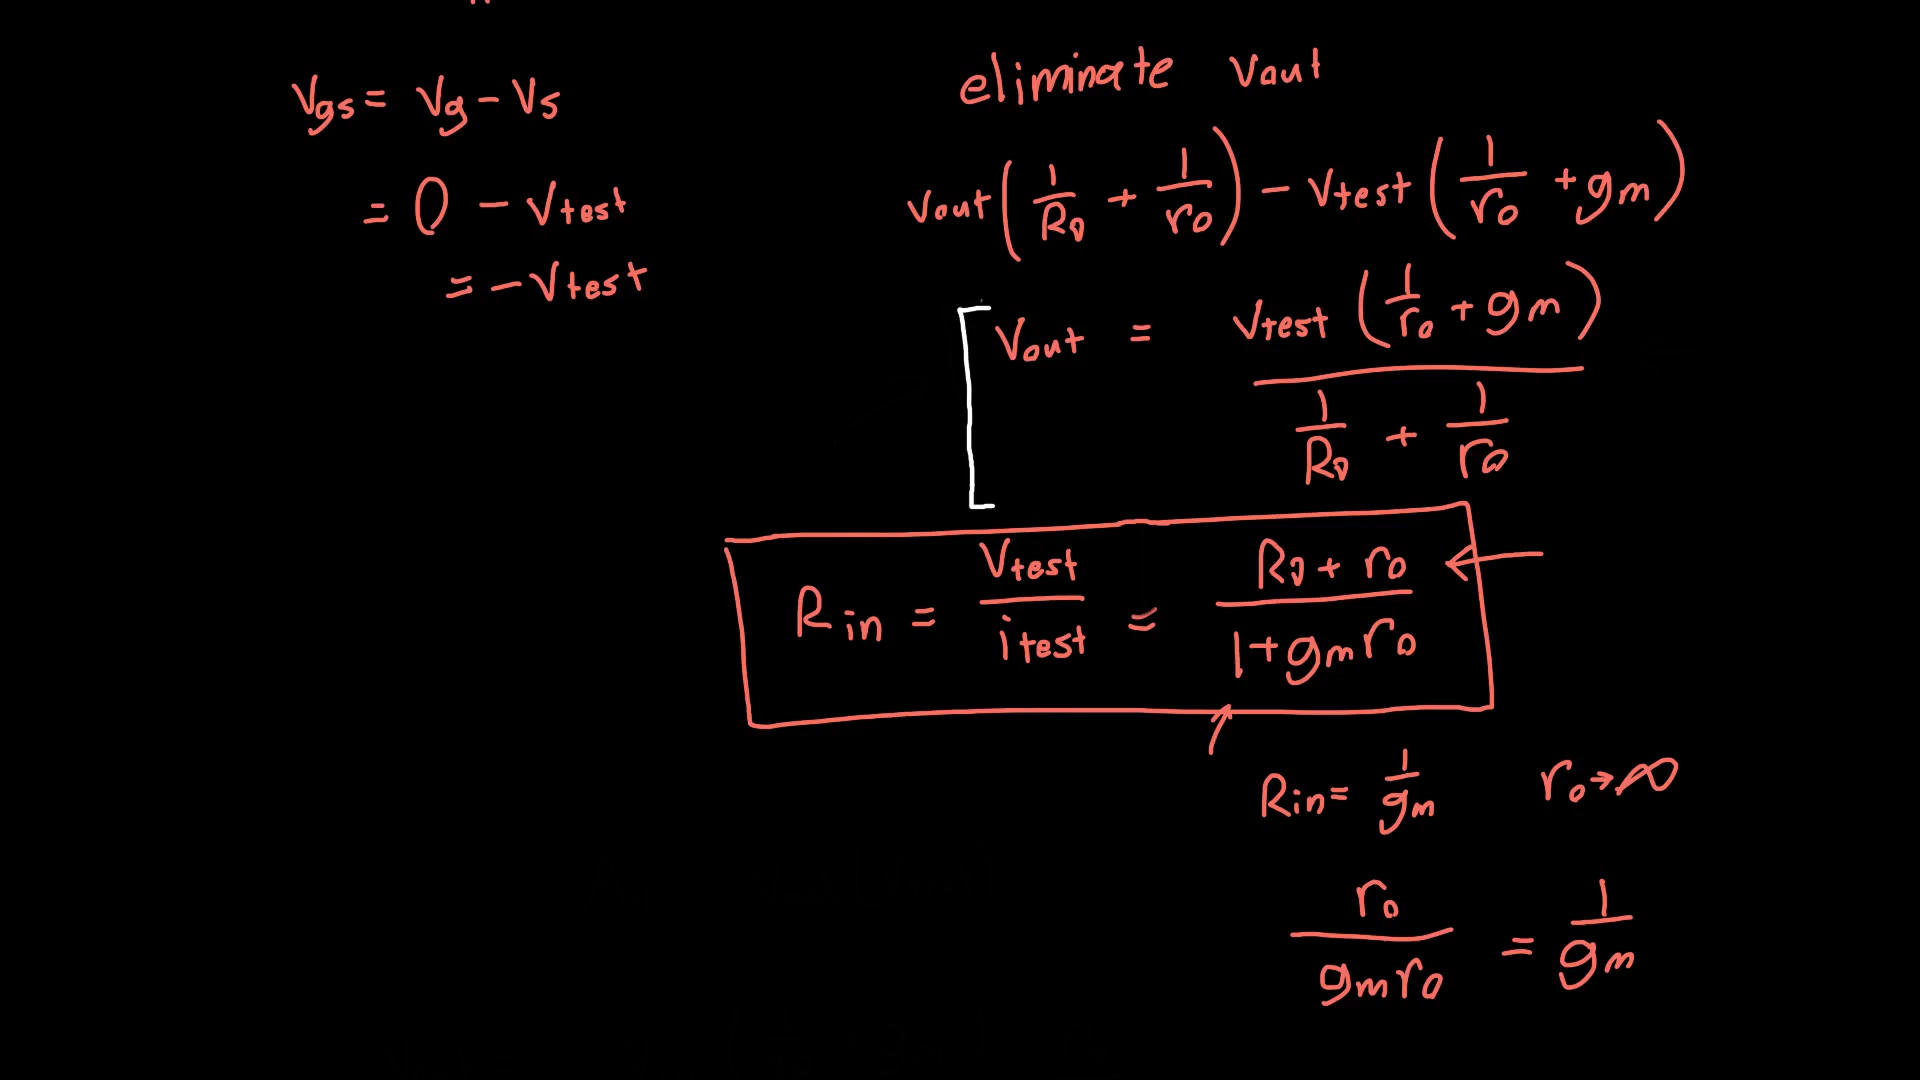 Vgs = Vg - Vs
= 0 - Vtest
= - Vtest
eliminate Vout
Vout (1/RD + 1/ro) - Vtest (1/ro + gm)
Vout = Vtest (1/ro + gm) / (1/RD + 1/ro)
Rin = Vtest/itest = (RD + ro)/(1 + gmro)
Rin = 1/gm ro → ∞
ro/gmro = 1/gm